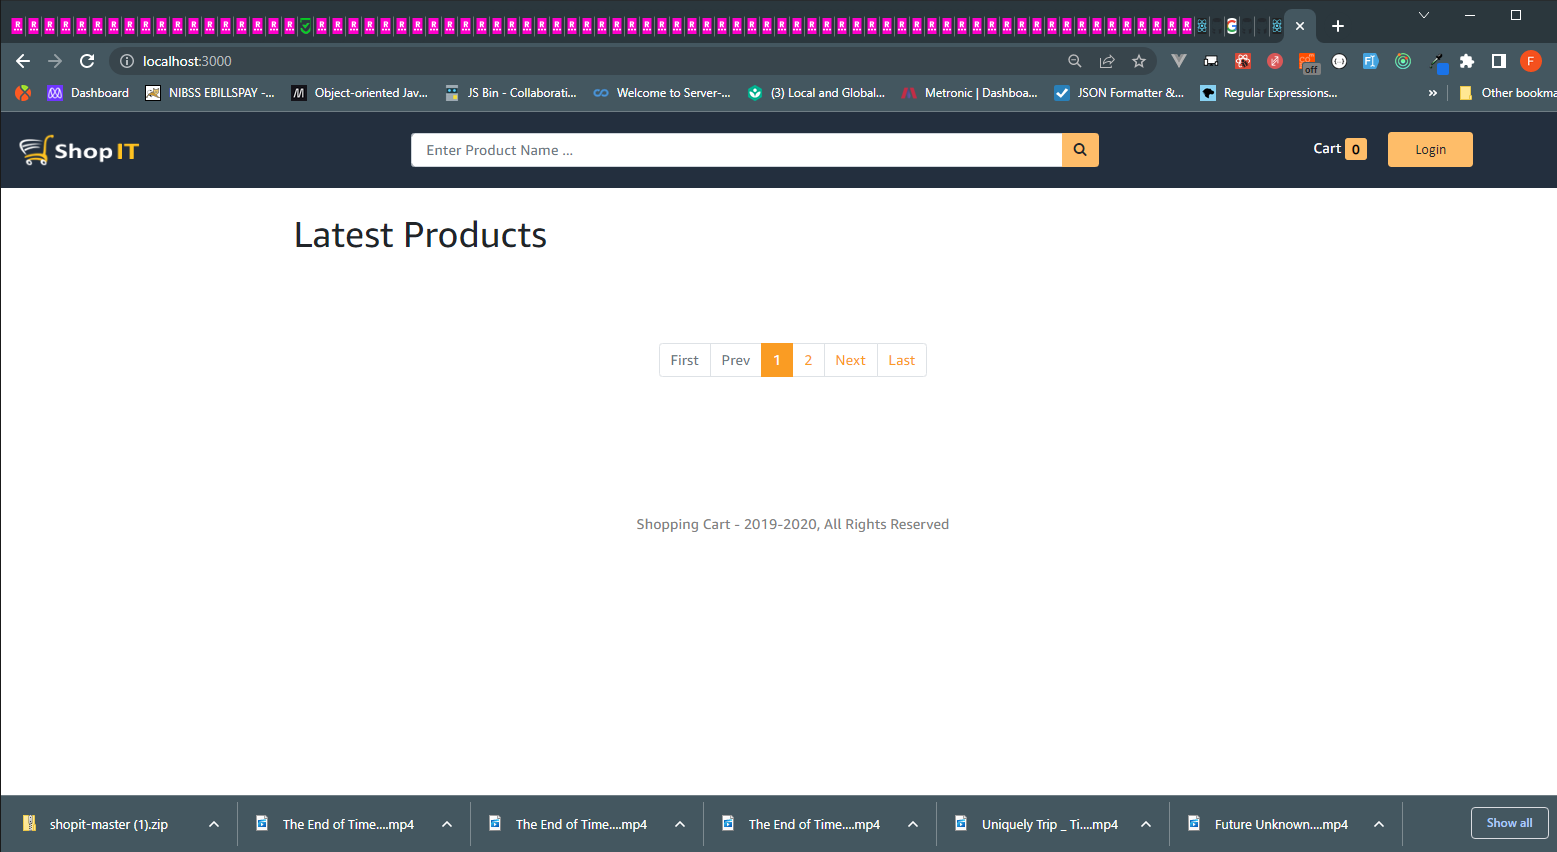 localhost:3000
off
F
Dashboard
NIBSS EBILLSPAY -...
Object-oriented Jav...
JS Bin - Collaborati...
Welcome to Server-...
(3) Local and Global...
Metronic | Dashboa...
JSON Formatter &...
Regular Expressions...
»
Other bookma
Shop IT
Enter Product Name ...
Cart 0
Login
Latest Products
First Prev 1 2 Next Last
Shopping Cart - 2019-2020, All Rights Reserved
shopit-master (1).zip
The End of Time....mp4
The End of Time....mp4
The End of Time....mp4
Uniquely Trip _ Ti....mp4
Future Unknown....mp4
Show all